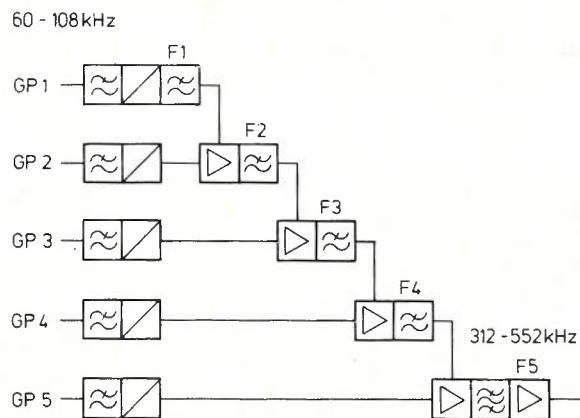 60 - 108kHz
F1
GP 1
F2
GP 2
F3
GP 3
F4
GP 4
312 - 552kHz
F5
GP 5